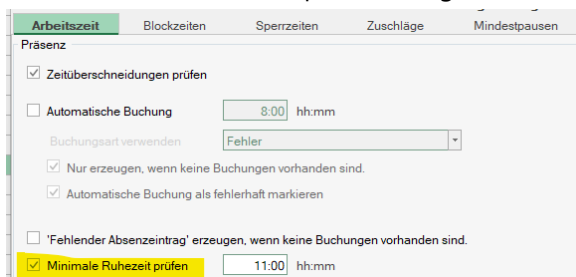 Arbeitszeit Blockzeiten Sperrzeiten Zuschläge Mindestpausen
Präsenz
Zeitüberschneidungen prüfen
Automatische Buchung 8:00 hh:mm
Buchungsart verwenden Fehler
Nur erzeugen, wenn keine Buchungen vorhanden sind.
Automatische Buchung als fehlerhaft markieren
'Fehlender Absenzeintrag' erzeugen, wenn keine Buchungen vorhanden sind.
Minimale Ruhezeit prüfen 11:00 hh:mm